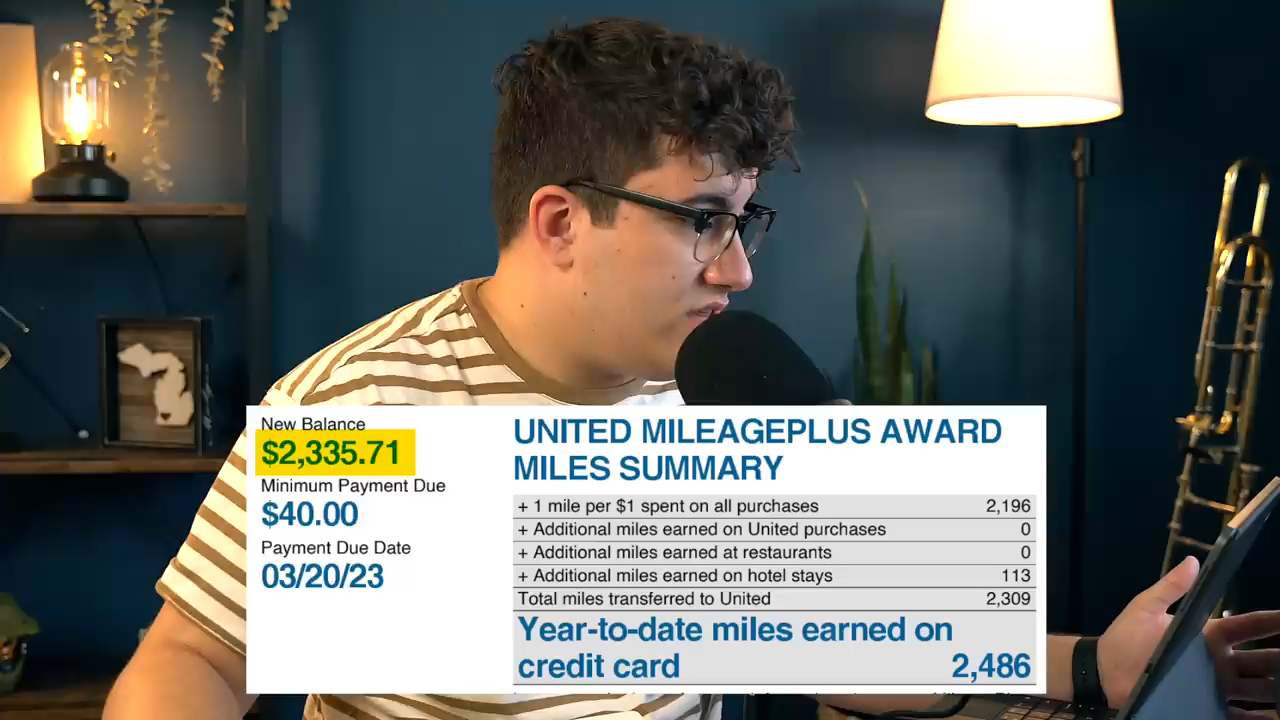 New Balance
$2,335.71
Minimum Payment Due
$40.00
Payment Due Date
03/20/23
UNITED MILEAGEPLUS AWARD
MILES SUMMARY
+ 1 mile per $1 spent on all purchases 2,196
+ Additional miles earned on United purchases 0
+ Additional miles earned at restaurants 0
+ Additional miles earned on hotel stays 113
Total miles transferred to United 2,309
Year-to-date miles earned on
credit card 2,486